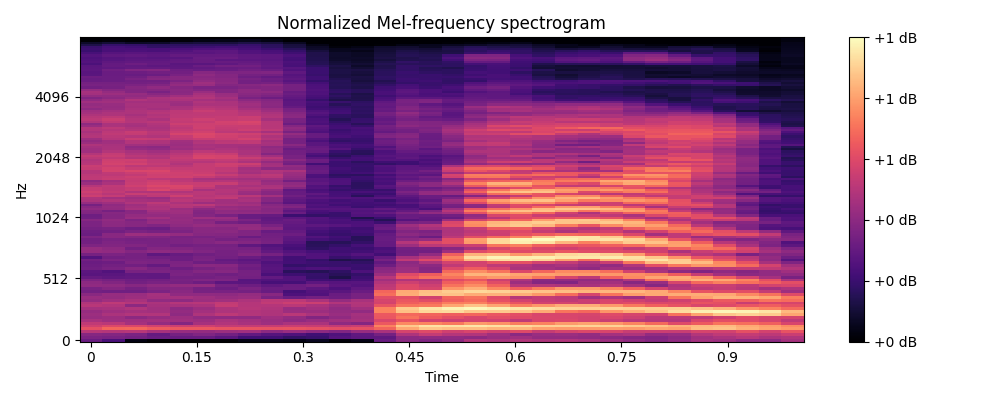 Normalized Mel-frequency spectrogram
Hz
4096
2048
1024
512
0
0 0.15 0.3 0.45 0.6 0.75 0.9
Time
+1 dB
+1 dB
+1 dB
+0 dB
+0 dB
+0 dB